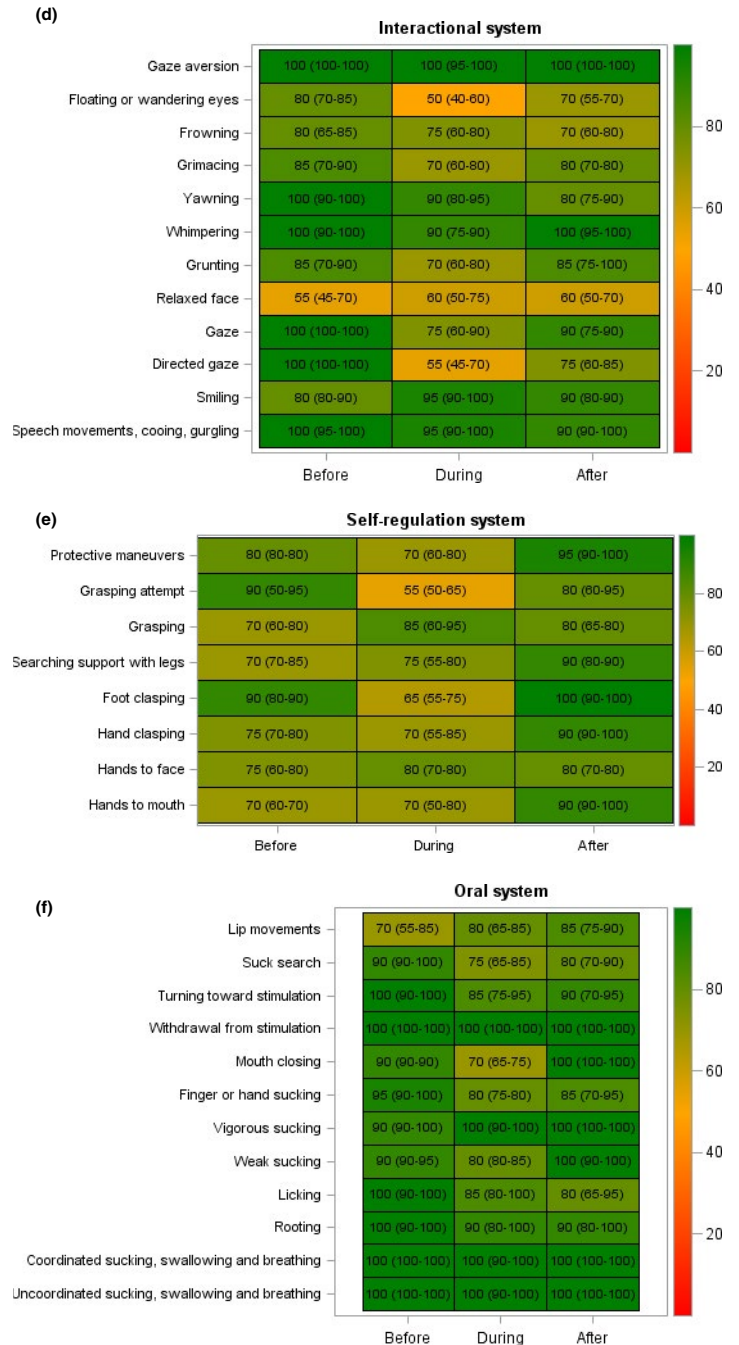 (d)
Interactional system
Gaze aversion 100 (100-100) 100 (95-100) 100 (100-100)
Floating or wandering eyes 80 (70-85) 50 (40-60) 70 (55-70)
80
Frowning 80 (65-85) 75 (60-80) 70 (60-80)
Grimacing 85 (70-90) 70 (60-80) 80 (70-80)
Yawning 100 (90-100) 90 (80-95) 80 (75-90)
60
Whimpering 100 (90-100) 90 (75-90) 100 (95-100)
Grunting 85 (70-90) 70 (60-80) 85 (75-100)
40
Relaxed face 55 (45-70) 60 (50-75) 60 (50-70)
Gaze 100 (100-100) 75 (60-90) 90 (75-90)
Directed gaze 100 (100-100) 55 (45-70) 75 (60-85)
20
Smiling 80 (80-90) 95 (90-100) 90 (80-90)
Speech movements, cooing, gurgling 100 (95-100) 95 (90-100) 90 (90-100)
Before During After
(e)
Self-regulation system
Protective maneuvers 80 (80-80) 70 (60-80) 95 (90-100)
Grasping attempt 90 (50-95) 55 (50-65) 80 (60-95)
80
Grasping 70 (60-80) 85 (60-95) 80 (65-80)
60
Searching support with legs 70 (70-85) 75 (55-80) 90 (80-90)
Foot clasping 90 (80-90) 65 (55-75) 100 (90-100)
40
Hand clasping 75 (70-80) 70 (55-85) 90 (90-100)
Hands to face 75 (60-80) 80 (70-80) 80 (70-80)
20
Hands to mouth 70 (60-70) 70 (50-80) 90 (90-100)
Before During After
(f)
Oral system
Lip movements 70 (55-85) 80 (65-85) 85 (75-90)
Suck search 90 (90-100) 75 (65-85) 80 (70-90)
80
Turning toward stimulation 100 (90-100) 85 (75-95) 90 (70-95)
Withdrawal from stimulation 100 (100-100) 100 (100-100) 100 (100-100)
Mouth closing 90 (90-90) 70 (65-75) 100 (100-100)
60
Finger or hand sucking 95 (90-100) 80 (75-80) 85 (70-95)
Vigorous sucking 90 (90-100) 100 (90-100) 100 (100-100)
40
Weak sucking 90 (90-95) 80 (80-85) 100 (90-100)
Licking 100 (90-100) 85 (80-100) 80 (65-95)
Rooting 100 (90-100) 90 (80-100) 90 (80-100)
20
Coordinated sucking, swallowing and breathing 100 (100-100) 100 (90-100) 100 (100-100)
Uncoordinated sucking, swallowing and breathing 100 (100-100) 100 (90-100) 100 (100-100)
Before During After